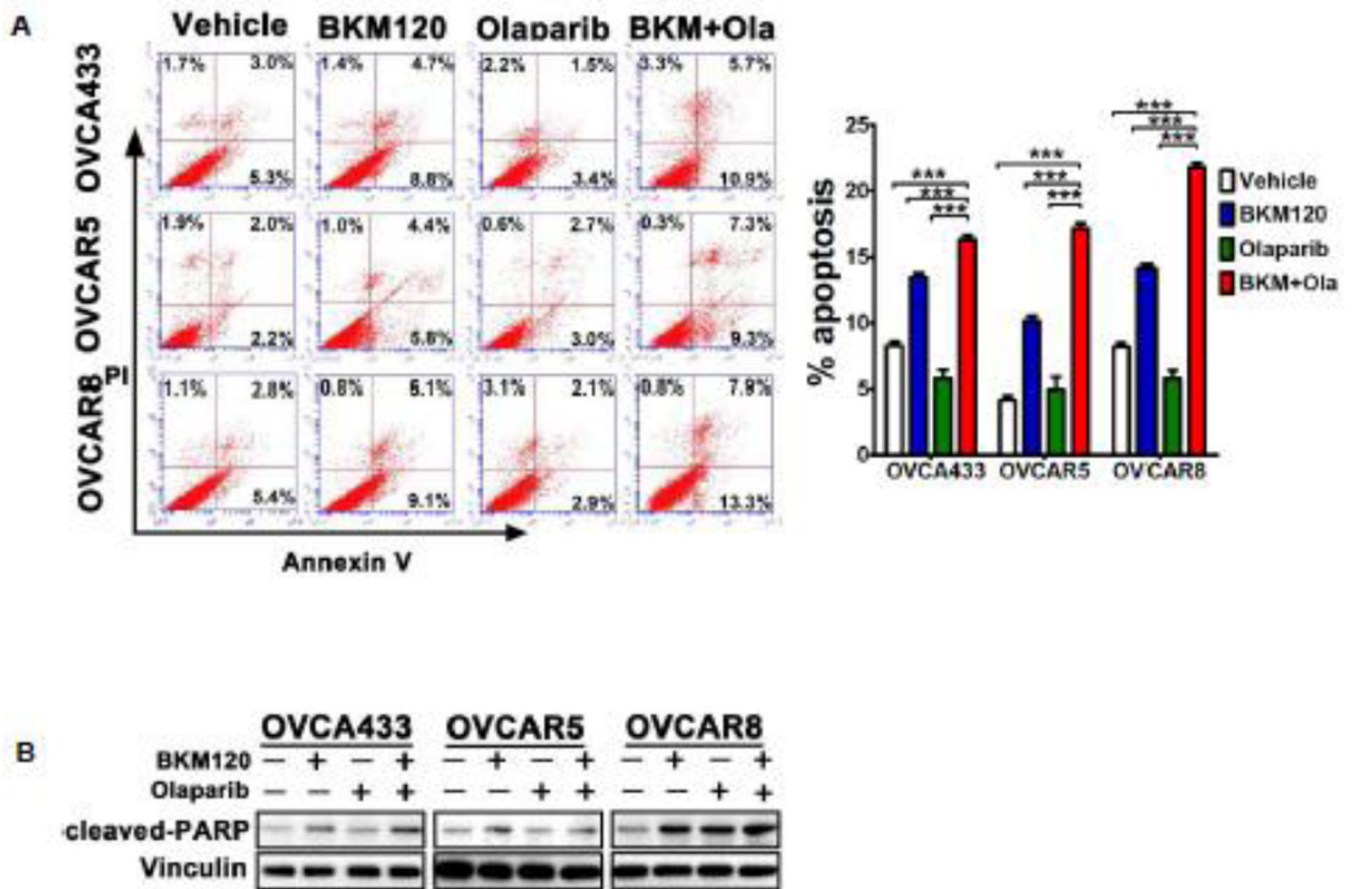 A
Vehicle BKM120 Olaparib BKM+Ola
OVCA433
1.7% 3.0% 1.4% 4.7% 2.2% 1.5% 3.3% 5.7%
5.3% 8.8% 3.4% 10.9%
OVCAR5
1.9% 2.0% 1.0% 4.4% 0.6% 2.7% 0.3% 7.3%
2.2% 5.8% 3.0% 9.3%
OVCAR8
PI
1.1% 2.8% 0.8% 5.1% 3.1% 2.1% 0.8% 7.9%
5.4% 9.1% 2.9% 13.3%
Annexin V
% apoptosis
25
20
15
10
5
0
*** *** ***
*** *** ***
*** *** ***
OVCA433 OVCAR5 OVCAR8
Vehicle
BKM120
Olaparib
BKM+Ola
B
OVCA433 OVCAR5 OVCAR8
BKM120 — + — + — + — + — + — +
Olaparib — — + + — — + + — — + +
cleaved-PARP
Vinculin